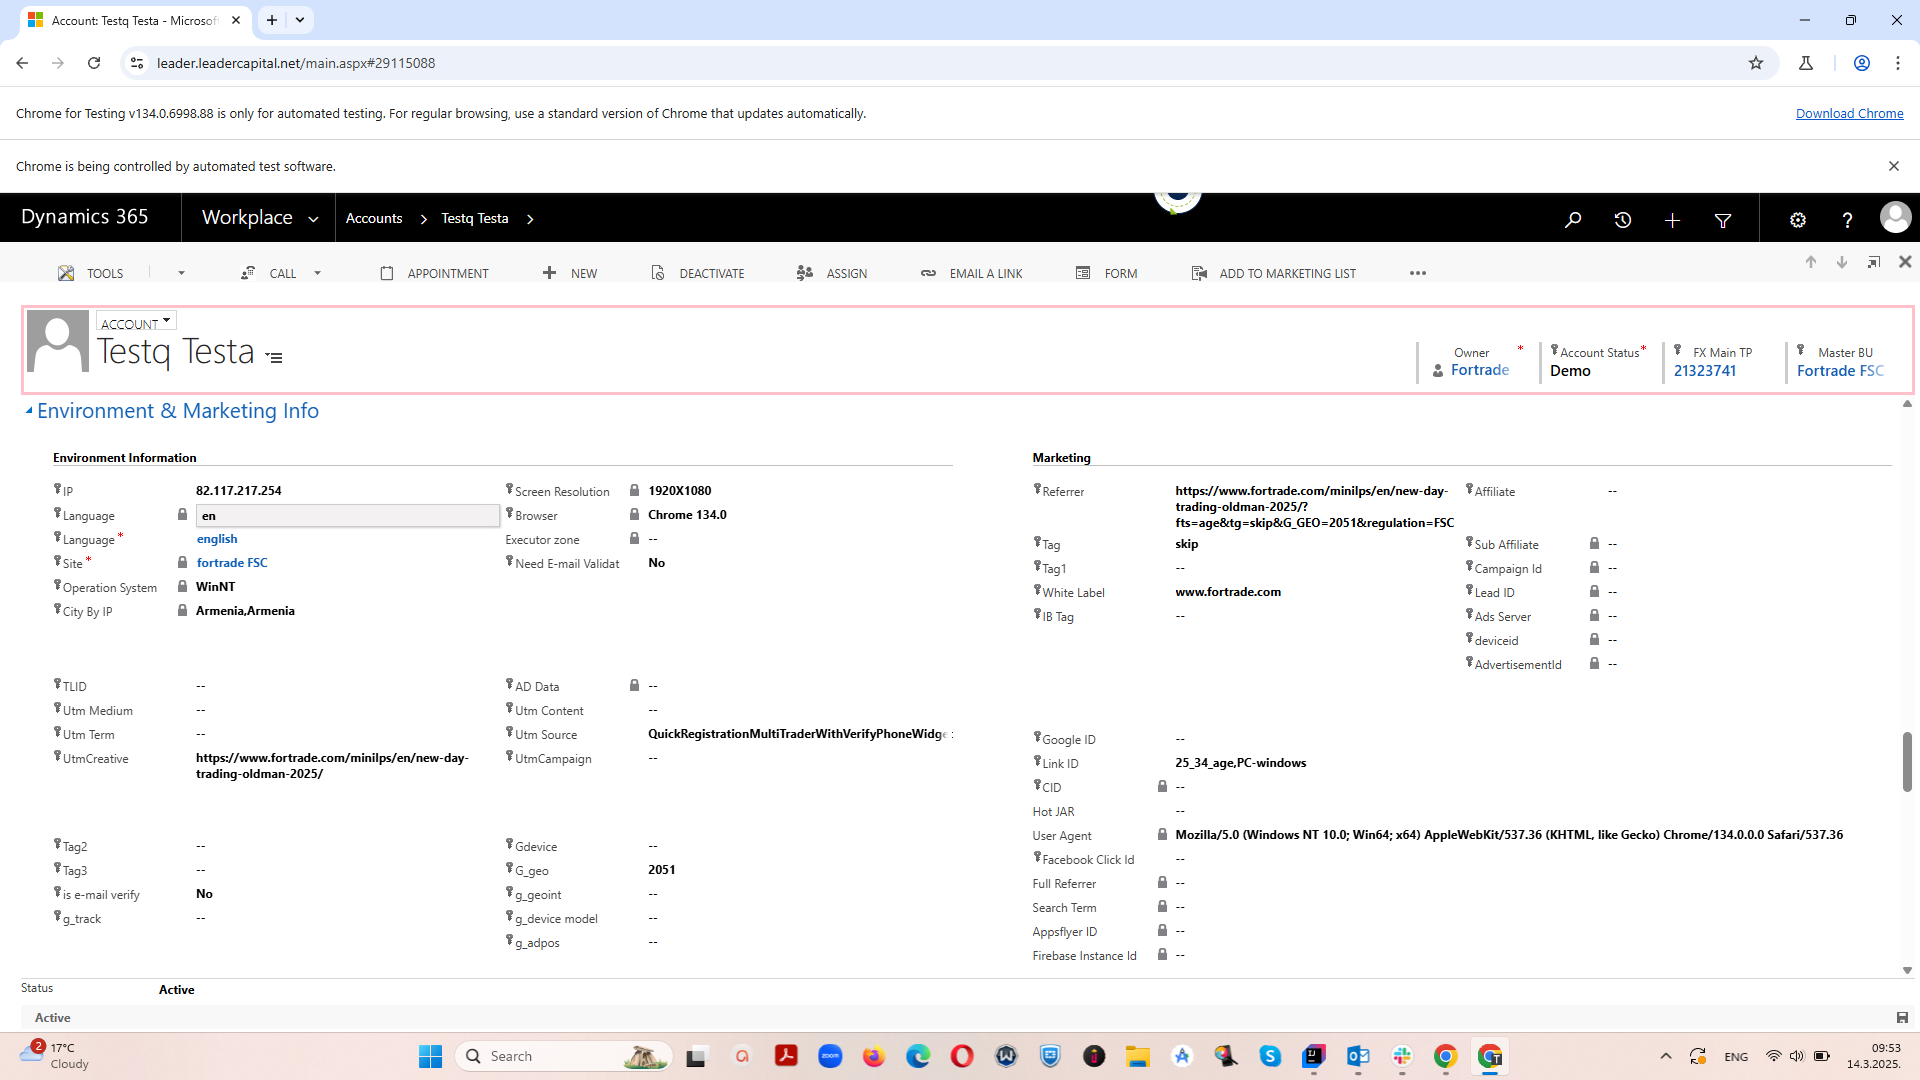 Account: Testq Testa - Microsof
leader.leadercapital.net/main.aspx#29115088
Chrome for Testing v134.0.6998.88 is only for automated testing. For regular browsing, use a standard version of Chrome that updates automatically.
Download Chrome
Chrome is being controlled by automated test software.
Dynamics 365
Workplace
Accounts
Testq Testa
TOOLS
CALL
APPOINTMENT
NEW
DEACTIVATE
ASSIGN
EMAIL A LINK
FORM
ADD TO MARKETING LIST
ACCOUNT
Testq Testa
Owner *
Fortrade
Account Status *
Demo
FX Main TP
21323741
Master BU
Fortrade FSC
Environment & Marketing Info
Environment Information
IP 82.117.217.254
Language en
Language * english
Site * fortrade FSC
Operation System WinNT
City By IP Armenia,Armenia
Screen Resolution 1920X1080
Browser Chrome 134.0
Executor zone --
Need E-mail Validat No
TLID --
Utm Medium --
Utm Term --
UtmCreative https://www.fortrade.com/minilps/en/new-day-
trading-oldman-2025/
AD Data --
Utm Content --
Utm Source QuickRegistrationMultiTraderWithVerifyPhoneWidge
UtmCampaign --
Tag2 --
Tag3 --
is e-mail verify No
g_track --
Gdevice --
G_geo 2051
g_geoint --
g_device model --
g_adpos --
Marketing
Referrer https://www.fortrade.com/minilps/en/new-day-
trading-oldman-2025/?
fts=age&tg=skip&G_GEO=2051&regulation=FSC
Tag skip
Tag1 --
White Label www.fortrade.com
IB Tag --
Affiliate --
Sub Affiliate --
Campaign Id --
Lead ID --
Ads Server --
deviceid --
AdvertisementId --
Google ID --
Link ID 25_34_age,PC-windows
CID --
Hot JAR --
User Agent Mozilla/5.0 (Windows NT 10.0; Win64; x64) AppleWebKit/537.36 (KHTML, like Gecko) Chrome/134.0.0.0 Safari/537.36
Facebook Click Id --
Full Referrer --
Search Term --
Appsflyer ID --
Firebase Instance Id --
Status Active
Active
2
17°C
Cloudy
Search
zoom
ENG
09:53
14.3.2025.